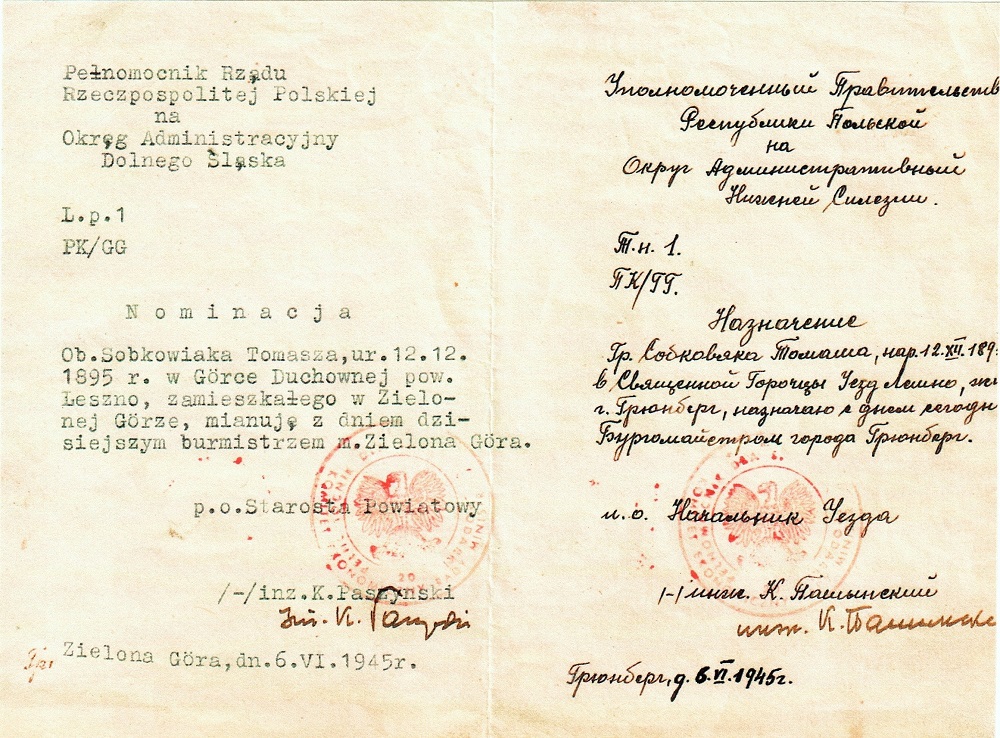 Pełnomocnik Rządu
Rzeczpospolitej Polskiej
na
Okręg Administracyjny
Dolnego Śląska
L.p.1
PK/GG
Nominacja
Ob.Sobkowiaka Tomasza,ur.12.12.
1895 r. w Górce Duchownej pow.
Leszno, zamieszkałego w Zielo-
nej Górze, mianuję z dniem dzi-
siejszym burmistrzem m.Zielona Góra.
p.o.Starosta Powiatowy
/-/inz.K.Paszynski
Zielona Góra,dn.6.VI.1945r.
Уполномоченный Правительств
Республики Польской
на
Округ Административный
Нижней Силезии.
Т.н. 1.
ПК/ГГ.
Назначение
Гр. Собковяка Томаша, нар.12.XII.189
в Священной Горочцы Уезд Лешно, жи
г. Грюнберг, назначаю с днем сегодн
Бургомайстром города Грюнберг.
и.о. Начальник Уезда
/-/ инж. К. Пашынский
инж. К. Пашинск
Грюнберг, д. 6.VI.1945г.